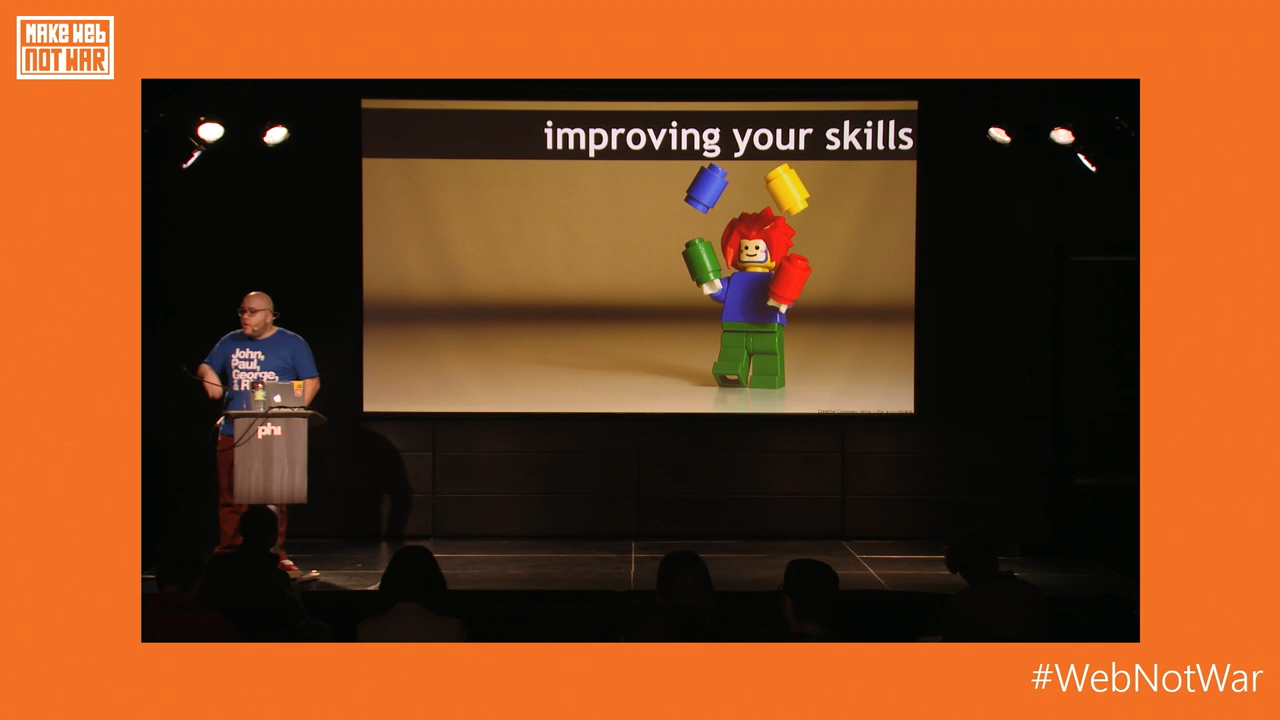 MAKE WEB
NOT WAR
improving your skills
John,
Paul,
George,
& R
phi
#WebNotWar